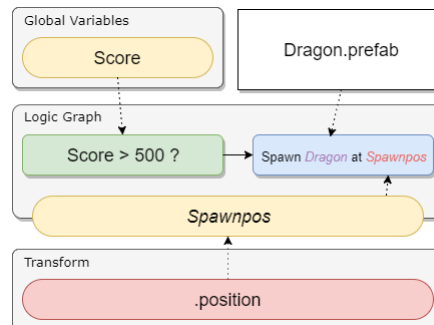 Global Variables
Score
Dragon.prefab
Logic Graph
Score > 500 ?
Spawn Dragon at Spawnpos
Spawnpos
Transform
.position